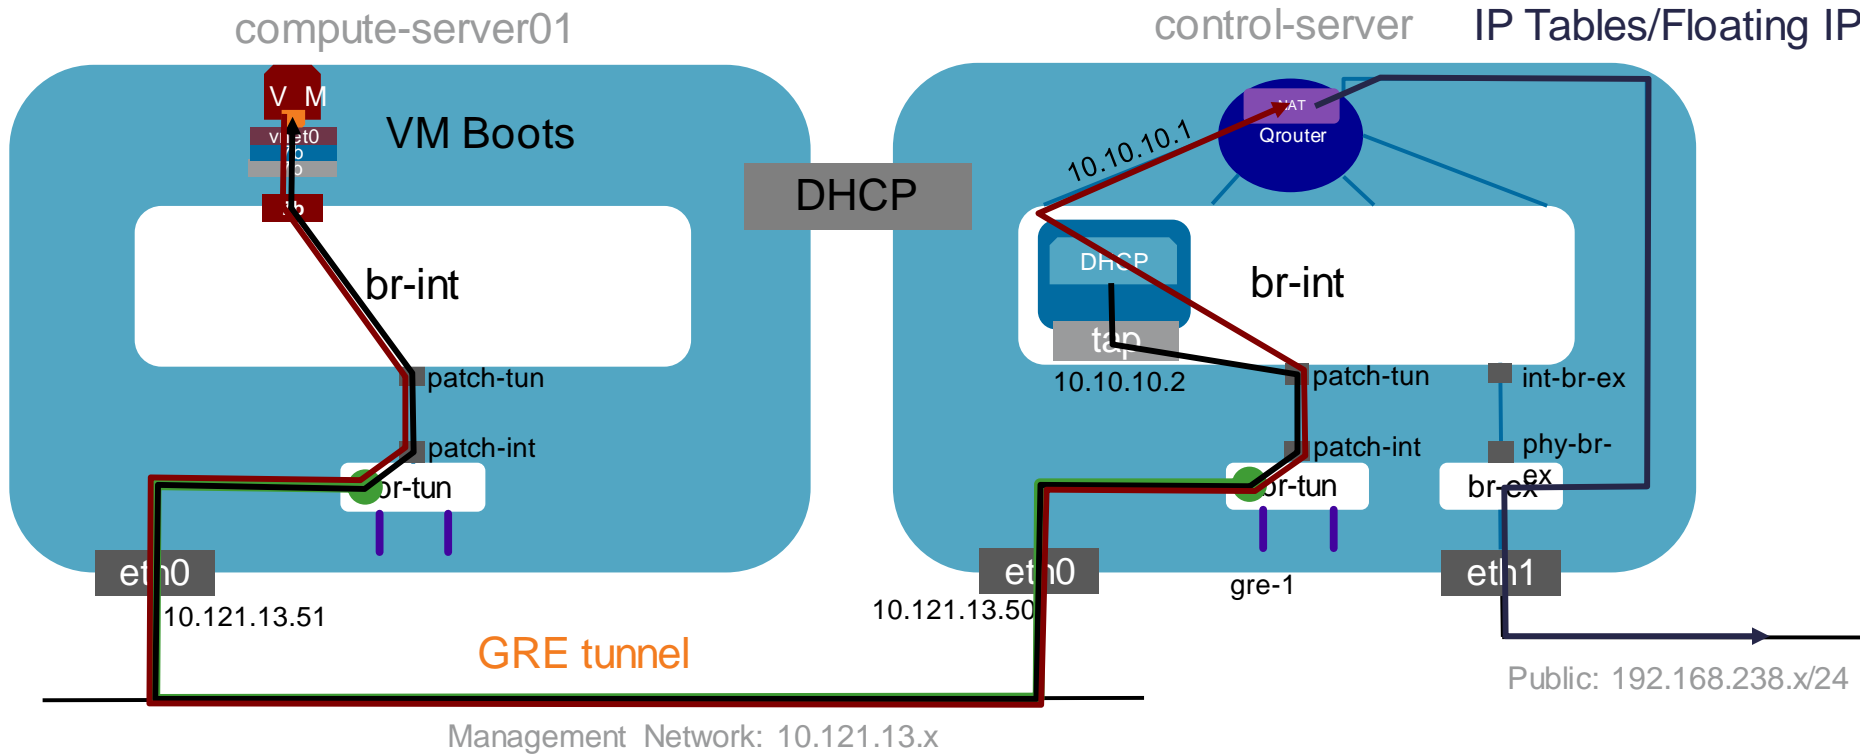 compute-server01
control-server
IP Tables/Floating IP
V M
vnet0
VM Boots
DHCP
NAT
Qrouter
10.10.10.1
br-int
DHCP
tap
10.10.10.2
br-int
patch-tun
patch-int
br-tun
patch-tun
patch-int
br-tun
int-br-ex
phy-br-
ex
br-ex
eth0
10.121.13.51
eth0
10.121.13.50
gre-1
eth1
GRE tunnel
Public: 192.168.238.x/24
Management Network: 10.121.13.x